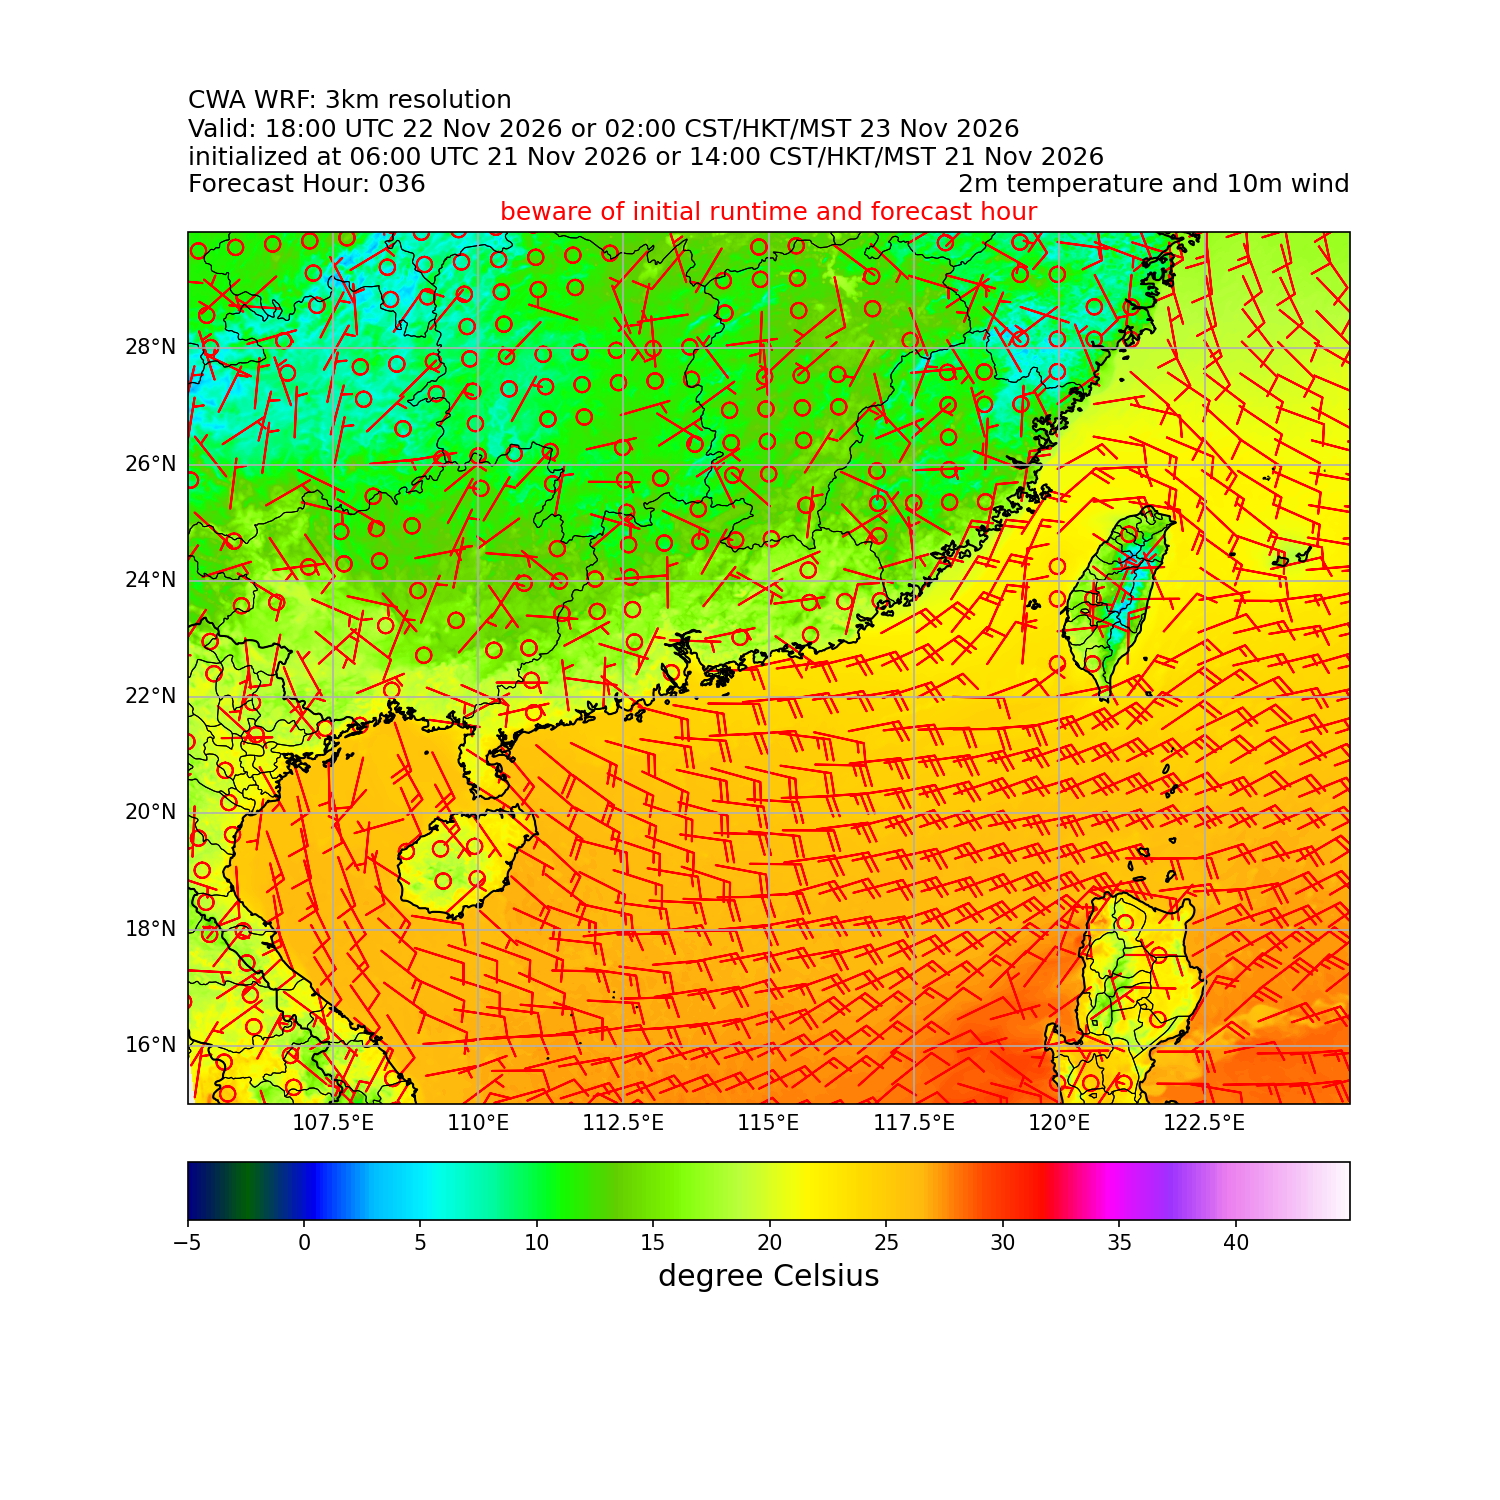 CWA WRF: 3km resolution
Valid: 18:00 UTC 22 Nov 2026 or 02:00 CST/HKT/MST 23 Nov 2026
initialized at 06:00 UTC 21 Nov 2026 or 14:00 CST/HKT/MST 21 Nov 2026
Forecast Hour: 036 2m temperature and 10m wind
beware of initial runtime and forecast hour
28°N
26°N
24°N
22°N
20°N
18°N
16°N
107.5°E 110°E 112.5°E 115°E 117.5°E 120°E 122.5°E
−5 0 5 10 15 20 25 30 35 40
degree Celsius